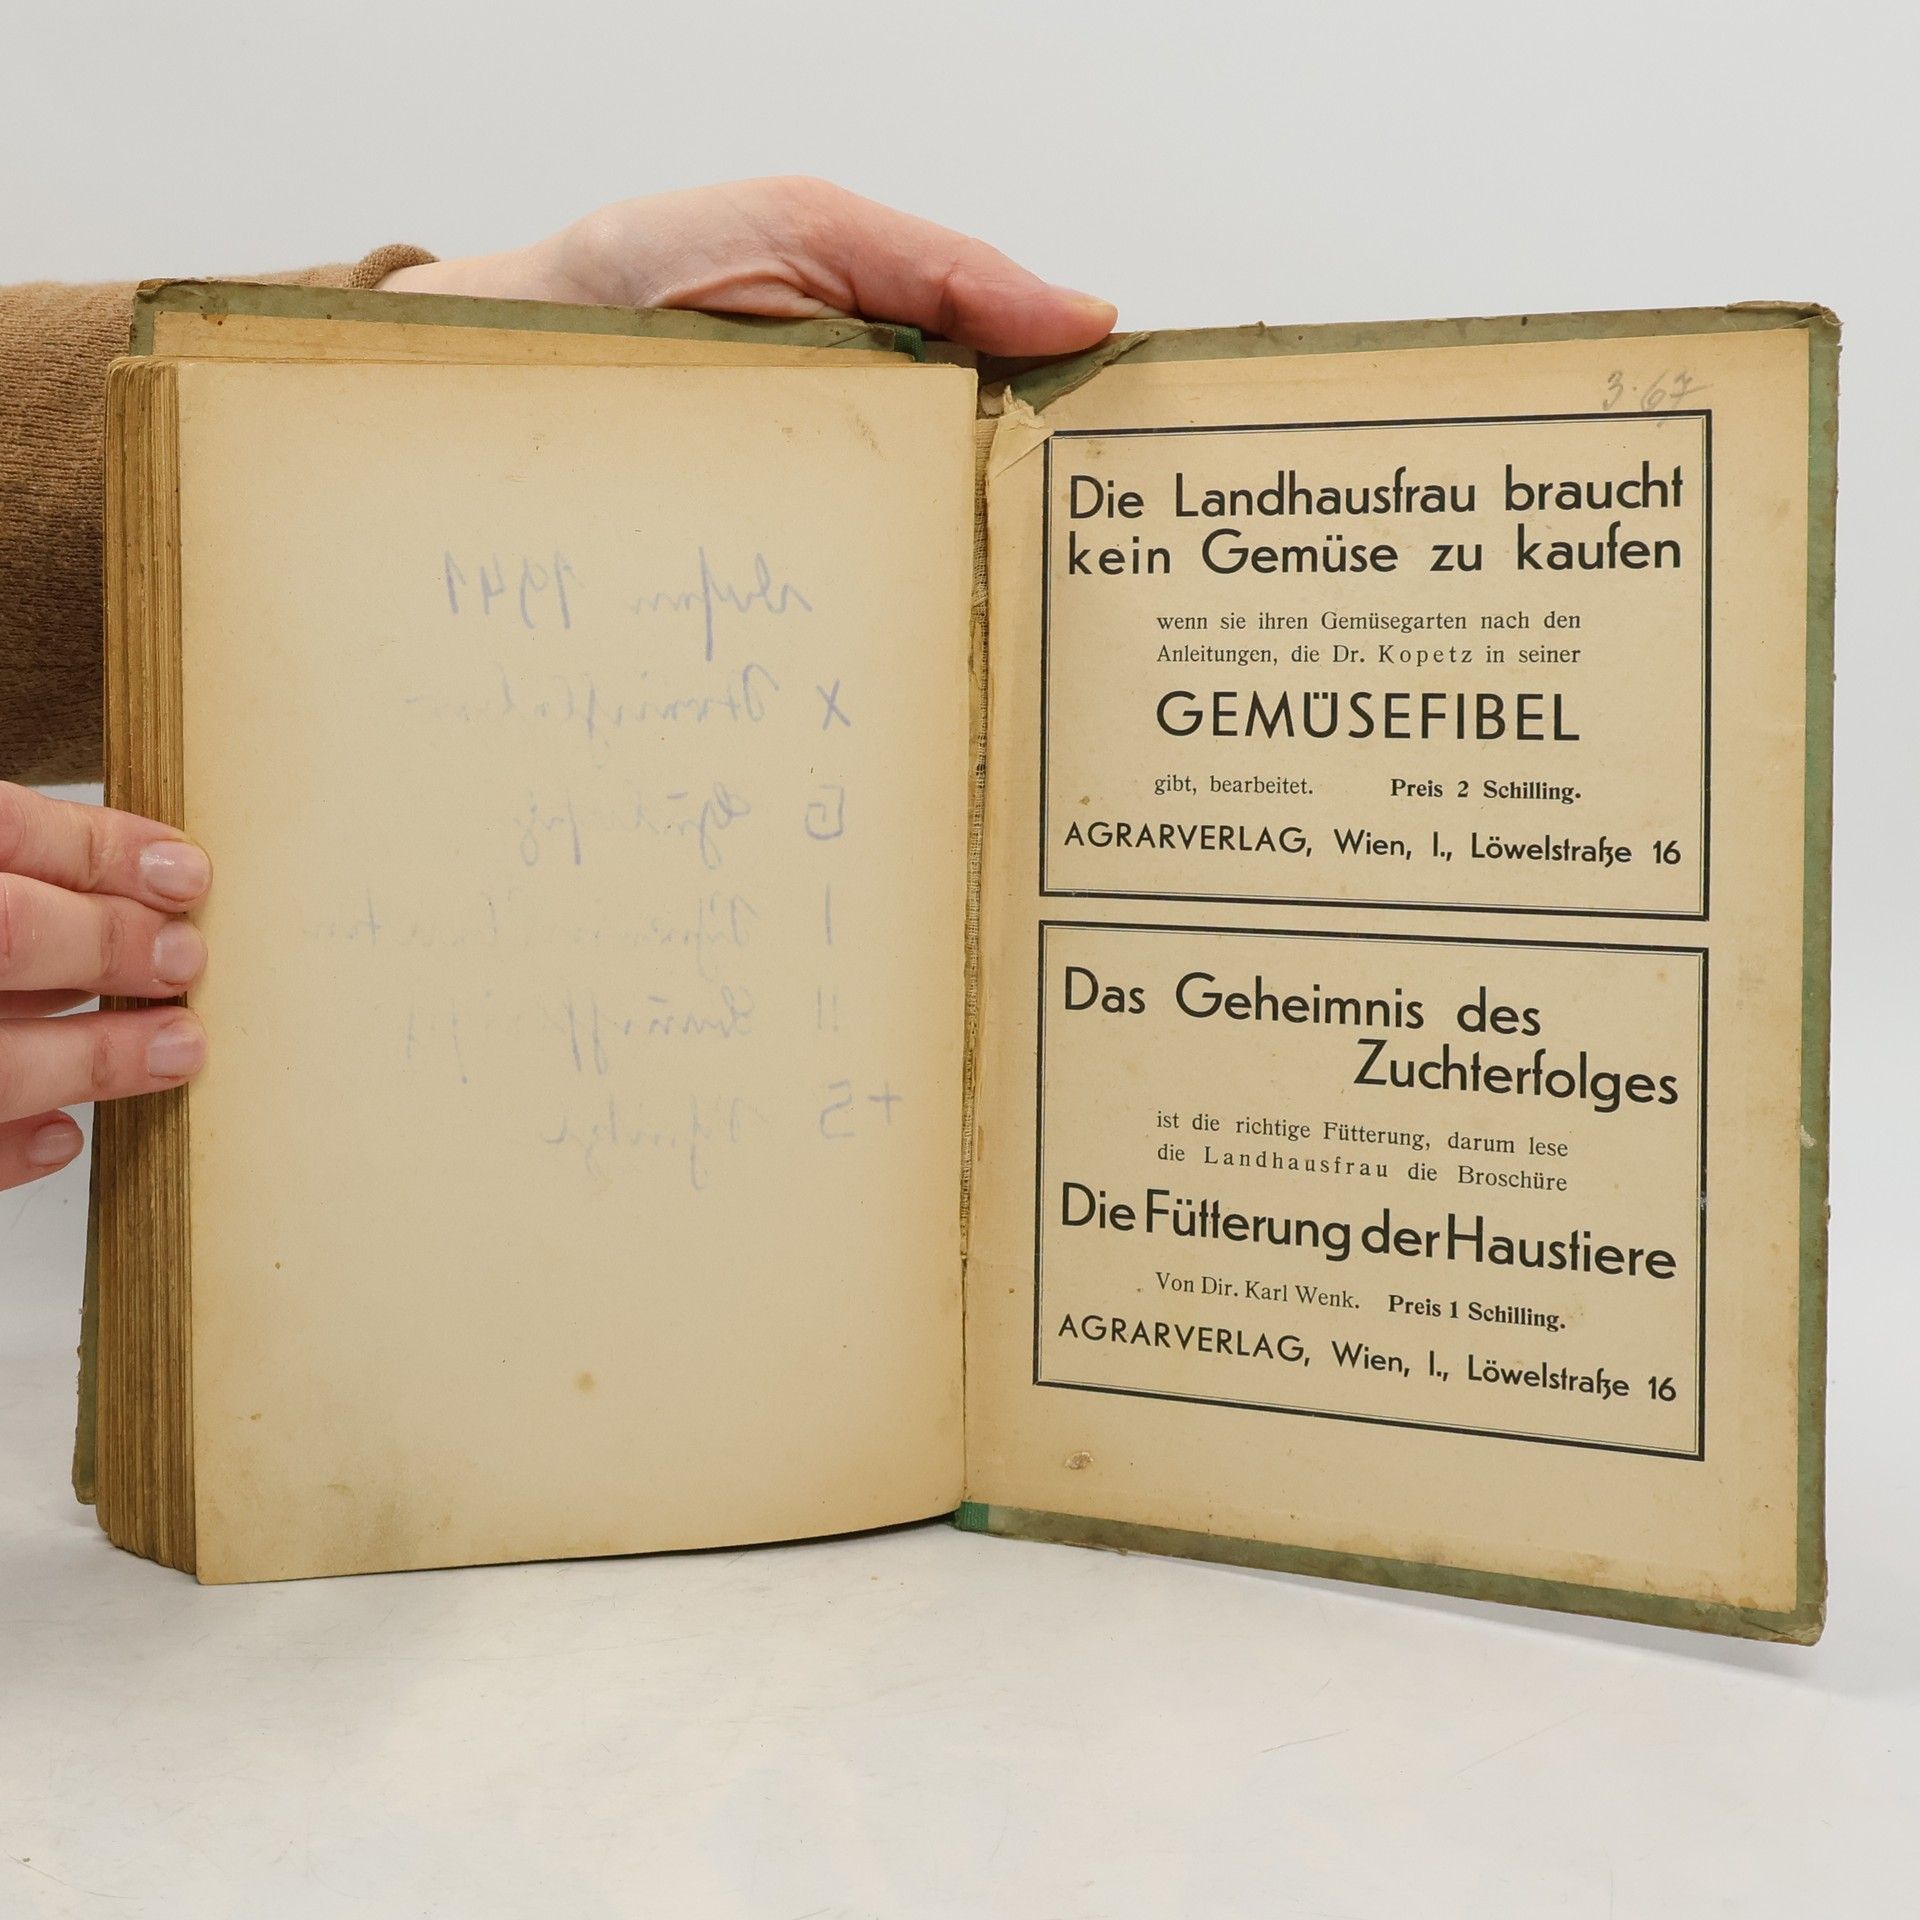 1941
x
G
I
II
+S
3·67
Die Landhausfrau braucht
kein Gemüse zu kaufen
wenn sie ihren Gemüsegarten nach den
Anleitungen, die Dr. Kopetz in seiner
GEMÜSEFIBEL
gibt, bearbeitet. Preis 2 Schilling.
AGRARVERLAG, Wien, I., Löwelstraße 16
Das Geheimnis des
Zuchterfolges
ist die richtige Fütterung, darum lese
die Landhausfrau die Broschüre
Die Fütterung der Haustiere
Von Dir. Karl Wenk. Preis 1 Schilling.
AGRARVERLAG, Wien, I., Löwelstraße 16